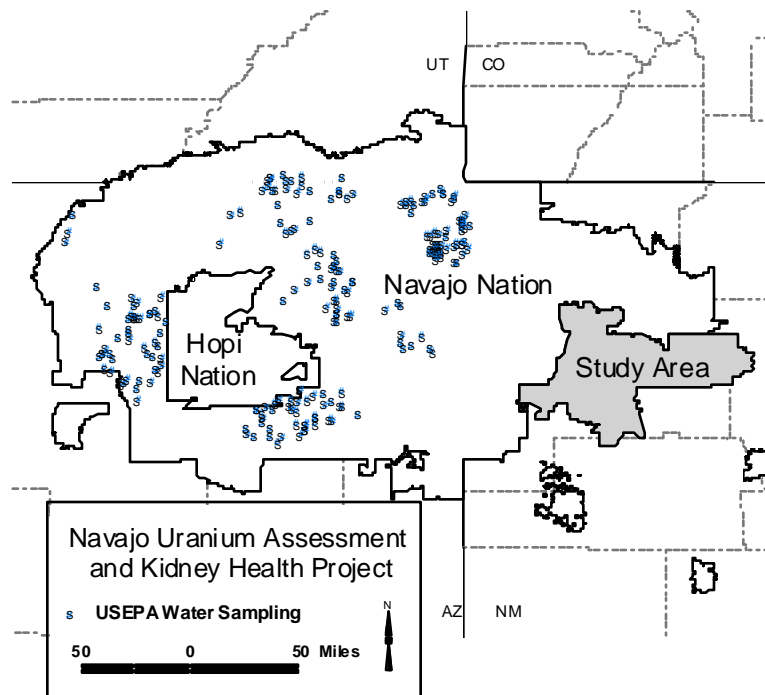 UT CO
Navajo Nation
Hopi
Nation
Study Area
Navajo Uranium Assessment
and Kidney Health Project
S USEPA Water Sampling
N
50 0 50 Miles
AZ NM